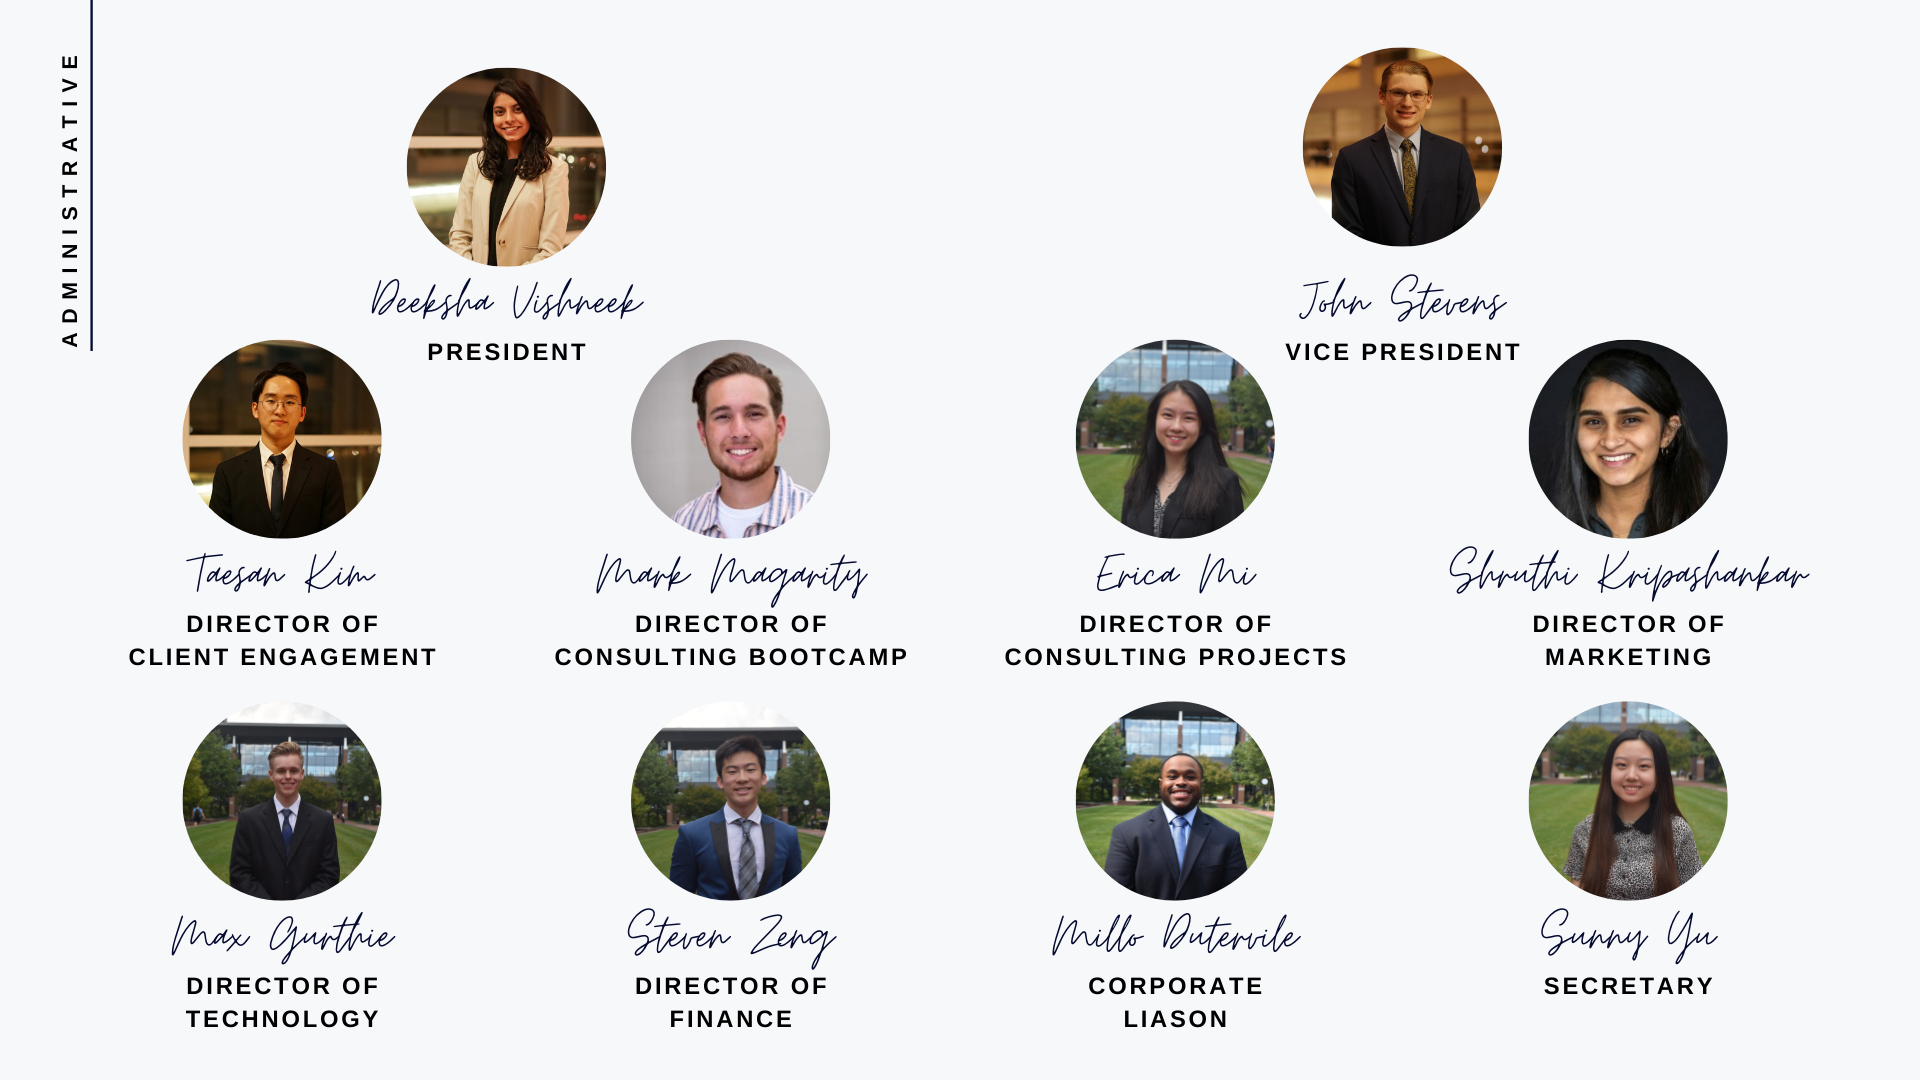 ADMINISTRATIVE
Deeksha Vishneek
PRESIDENT
John Stevens
VICE PRESIDENT
Taesan Kim
DIRECTOR OF
CLIENT ENGAGEMENT
Mark Magarity
DIRECTOR OF
CONSULTING BOOTCAMP
Erica Mi
DIRECTOR OF
CONSULTING PROJECTS
Shruthi Kripashankar
DIRECTOR OF
MARKETING
Max Gurthie
DIRECTOR OF
TECHNOLOGY
Steven Zeng
DIRECTOR OF
FINANCE
Millo Dutervile
CORPORATE
LIASON
Sunny Yu
SECRETARY